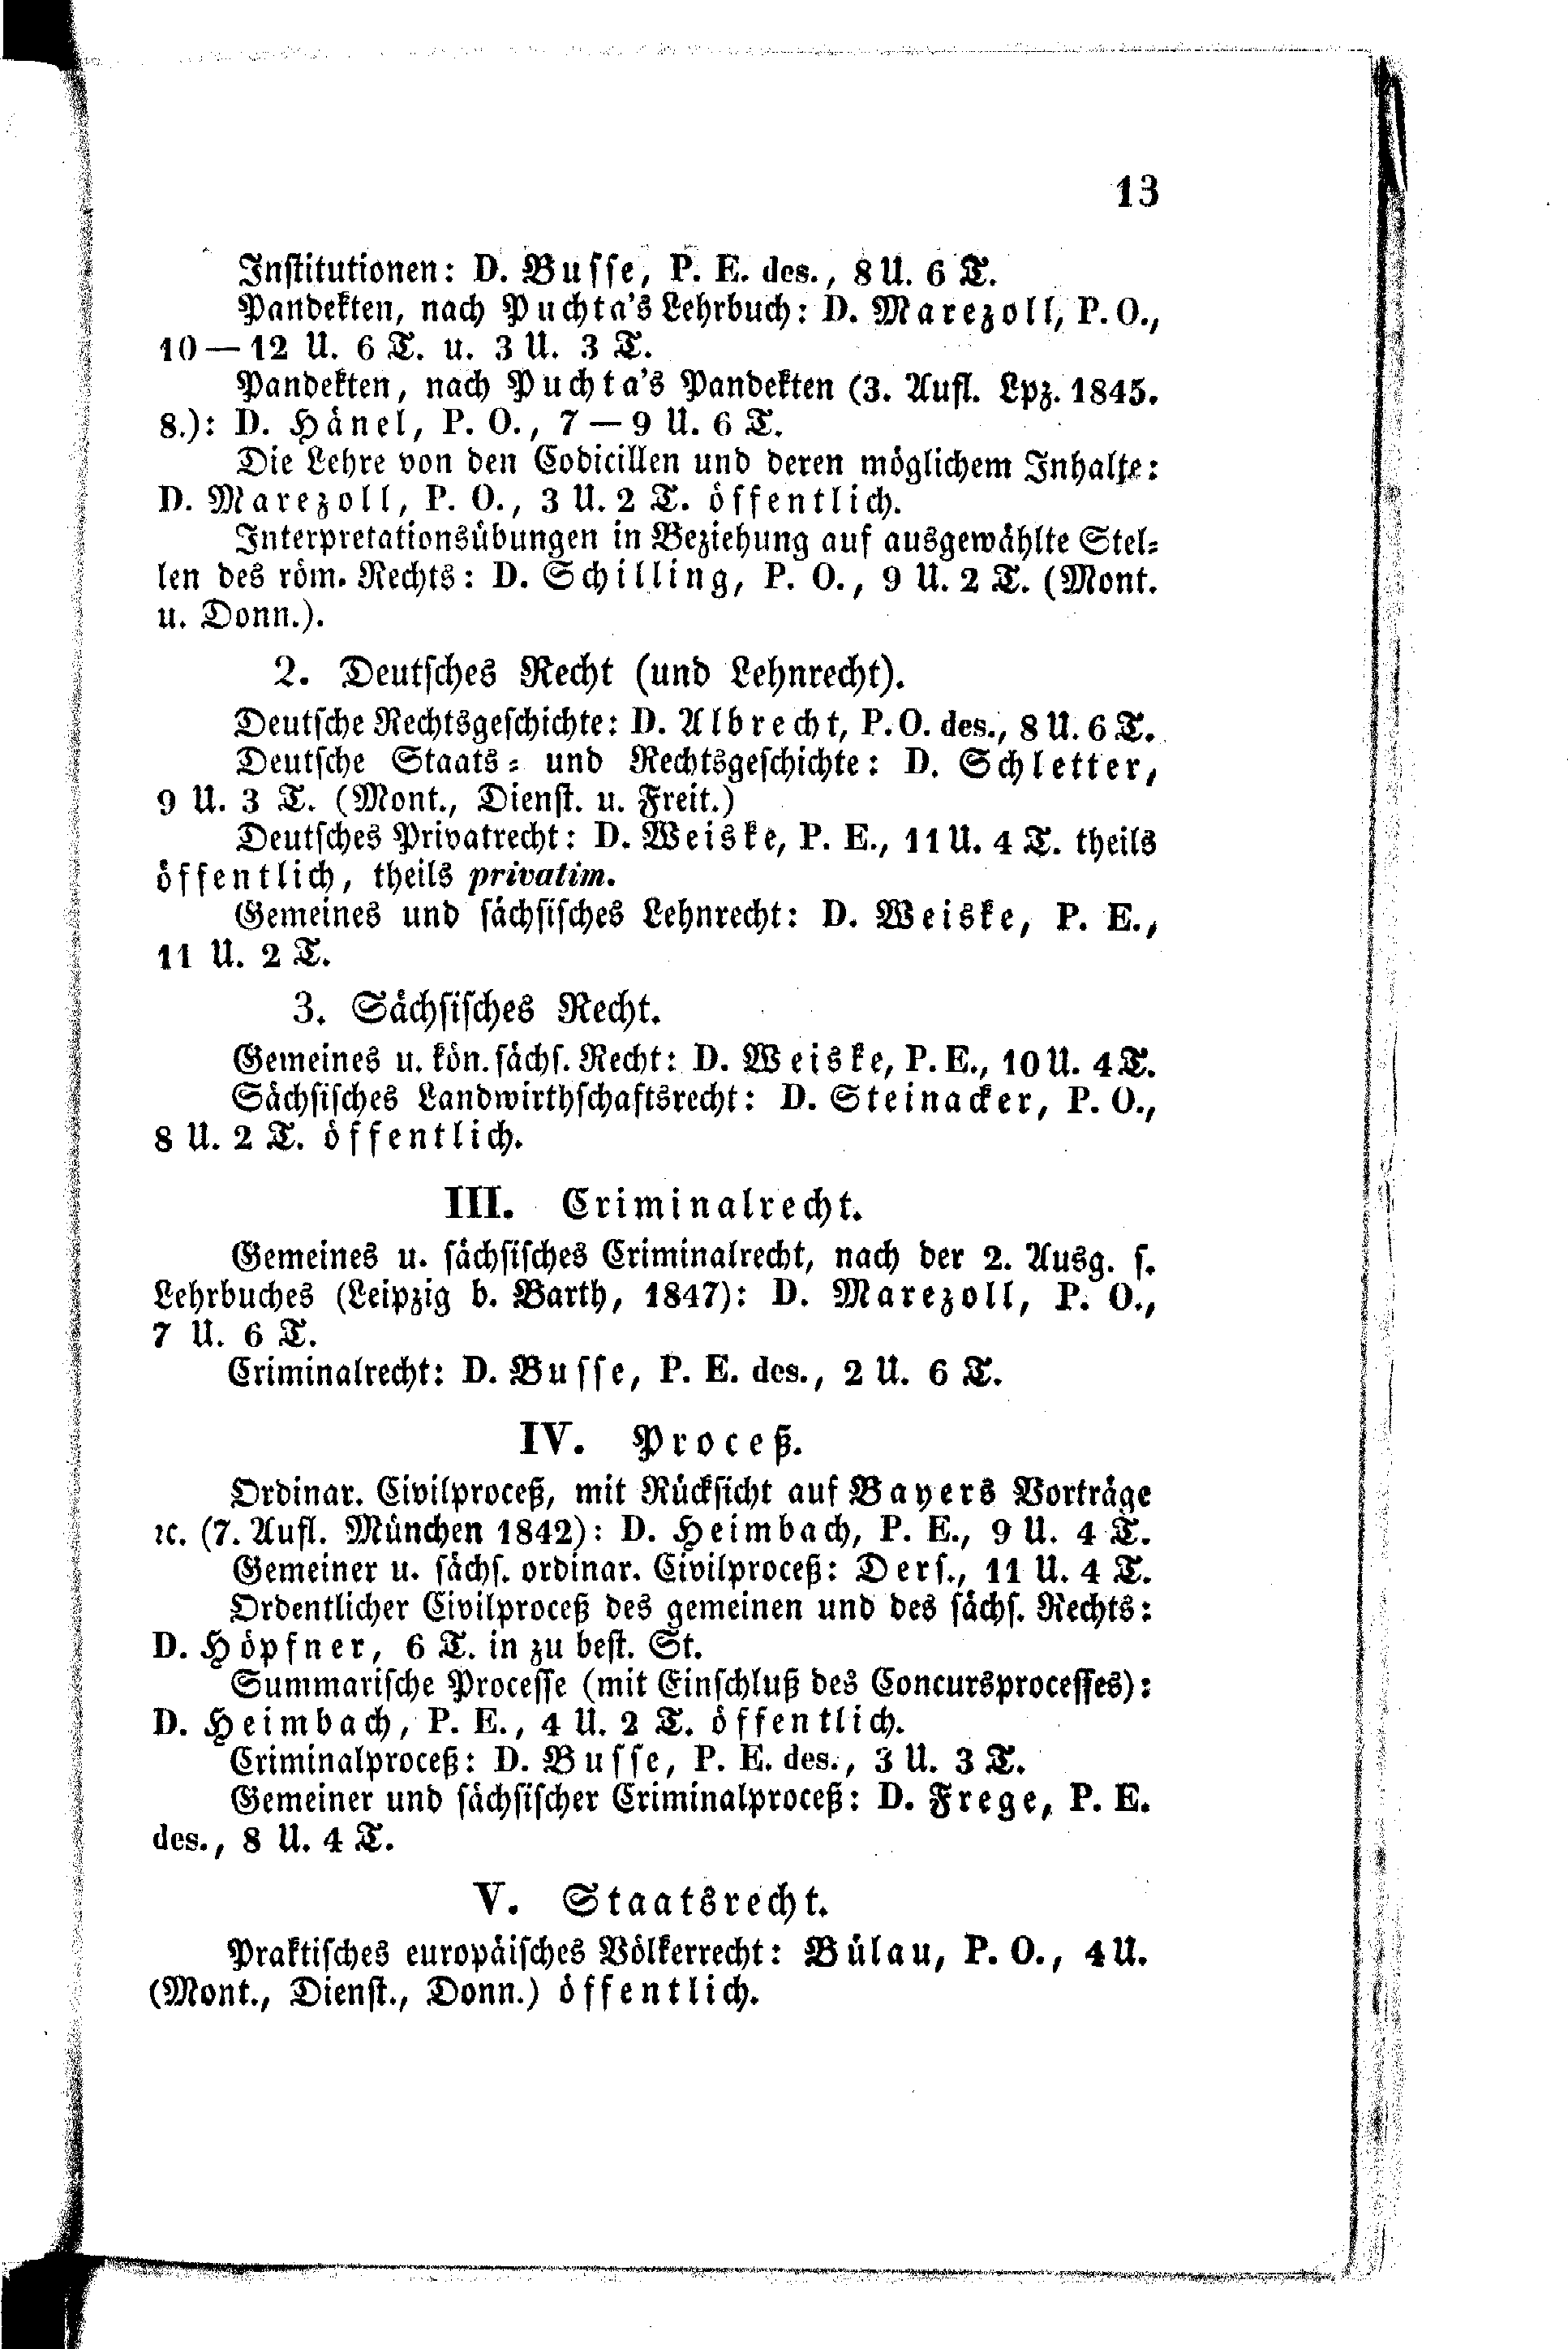 13
Institutionen: D. Busse, P. E. des., 8 U. 6 T.
Pandekten, nach Puchta's Lehrbuch: D. Marezoll, P. O.,
10 — 12 U. 6 T. u. 3 U. 3 T.
Pandekten, nach Puchta's Pandekten (3. Aufl. Lpz. 1845.
8.): D. Hänel, P. O., 7 — 9 U. 6 T.
Die Lehre von den Codicillen und deren möglichem Inhalte:
D. Marezoll, P. O., 3 U. 2 T. öffentlich.
Interpretationsübungen in Beziehung auf ausgewählte Stel-
len des röm. Rechts: D. Schilling, P. O., 9 U. 2 T. (Mont.
u. Donn.).
2. Deutsches Recht (und Lehnrecht).
Deutsche Rechtsgeschichte: D. Albrecht, P. O. des., 8 U. 6 T.
Deutsche Staats- und Rechtsgeschichte: D. Schletter,
9 U. 3 T. (Mont., Dienst. u. Freit.)
Deutsches Privatrecht: D. Weiske, P. E., 11 U. 4 T. theils
öffentlich, theils privatim.
Gemeines und sächsisches Lehnrecht: D. Weiske, P. E.,
11 U. 2 T.
3. Sächsisches Recht.
Gemeines u. kön. sächs. Recht: D. Weiske, P. E., 10 U. 4 T.
Sächsisches Landwirthschaftsrecht: D. Steinacker, P. O.,
8 U. 2 T. öffentlich.
III. Criminalrecht.
Gemeines u. sächsisches Criminalrecht, nach der 2. Ausg. s.
Lehrbuches (Leipzig b. Barth, 1847): D. Marezoll, P. O.,
7 U. 6 T.
Criminalrecht: D. Busse, P. E. des., 2 U. 6 T.
IV. Proceß.
Ordinar. Civilproceß, mit Rücksicht auf Bayers Vorträge
ꝛc. (7. Aufl. München 1842): D. Heimbach, P. E., 9 U. 4 T.
Gemeiner u. sächs. ordinar. Civilproceß: Ders., 11 U. 4 T.
Ordentlicher Civilproceß des gemeinen und des sächs. Rechts:
D. Höpfner, 6 T. in zu best. St.
Summarische Processe (mit Einschluß des Concursprocesses):
D. Heimbach, P. E., 4 U. 2 T. öffentlich.
Criminalproceß: D. Busse, P. E. des., 3 U. 3 T.
Gemeiner und sächsischer Criminalproceß: D. Frege, P. E.
des., 8 U. 4 T.
V. Staatsrecht.
Praktisches europäisches Völkerrecht: Bülau, P. O., 4 U.
(Mont., Dienst., Donn.) öffentlich.